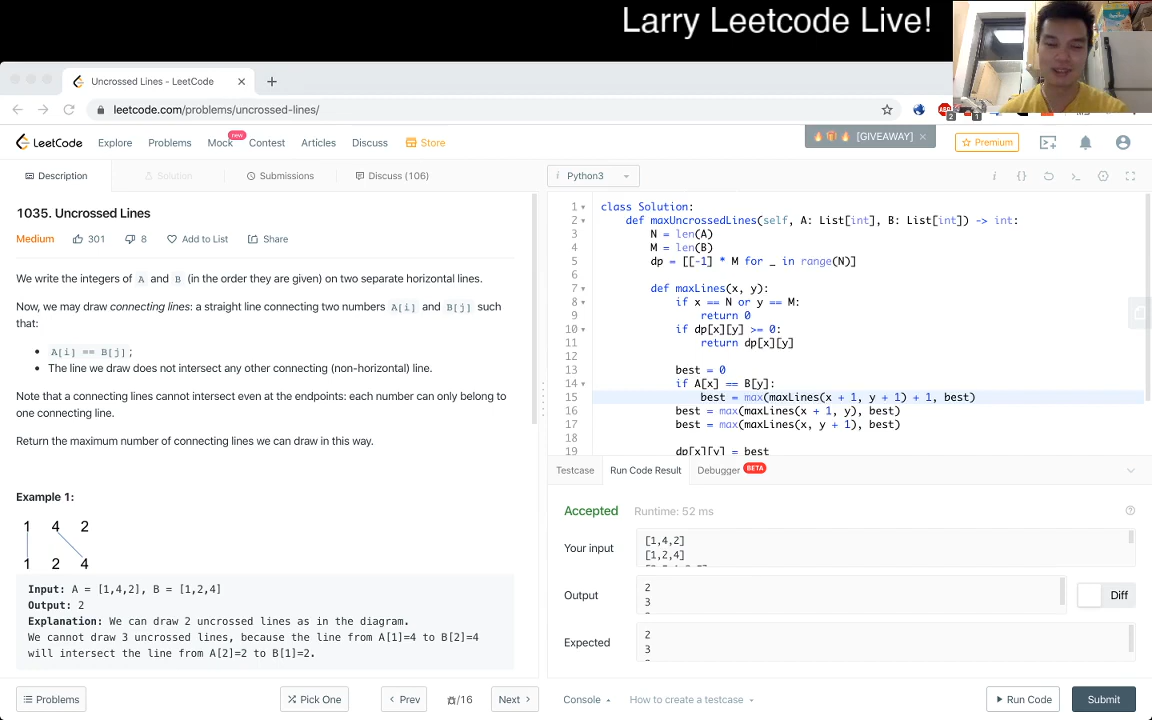 Larry Leetcode Live!
Uncrossed Lines - LeetCode
leetcode.com/problems/uncrossed-lines/
LeetCode
Explore
Problems
Mock
new
Contest
Articles
Discuss
Store
[GIVEAWAY]
Premium
Description
Solution
Submissions
Discuss (106)
1035. Uncrossed Lines
Medium
301
8
Add to List
Share
We write the integers of A and B (in the order they are given) on two separate horizontal lines.
Now, we may draw connecting lines: a straight line connecting two numbers A[i] and B[j] such
that:
• A[i] == B[j];
• The line we draw does not intersect any other connecting (non-horizontal) line.
Note that a connecting lines cannot intersect even at the endpoints: each number can only belong to
one connecting line.
Return the maximum number of connecting lines we can draw in this way.
Example 1:
1 4 2
1 2 4
Input: A = [1,4,2], B = [1,2,4]
Output: 2
Explanation: We can draw 2 uncrossed lines as in the diagram.
We cannot draw 3 uncrossed lines, because the line from A[1]=4 to B[2]=4
will intersect the line from A[2]=2 to B[1]=2.
Problems
Pick One
Prev
/16
Next
i Python3
1 class Solution:
2 def maxUncrossedLines(self, A: List[int], B: List[int]) -> int:
3 N = len(A)
4 M = len(B)
5 dp = [[-1] * M for _ in range(N)]
6
7 def maxLines(x, y):
8 if x == N or y == M:
9 return 0
10 if dp[x][y] >= 0:
11 return dp[x][y]
12
13 best = 0
14 if A[x] == B[y]:
15 best = max(maxLines(x + 1, y + 1) + 1, best)
16 best = max(maxLines(x + 1, y), best)
17 best = max(maxLines(x, y + 1), best)
18
19 dp[x][y] = best
Testcase
Run Code Result
Debugger
BETA
Accepted
Runtime: 52 ms
Your input
[1,4,2]
[1,2,4]
Output
2
3
Diff
Expected
2
3
Console
How to create a testcase
Run Code
Submit